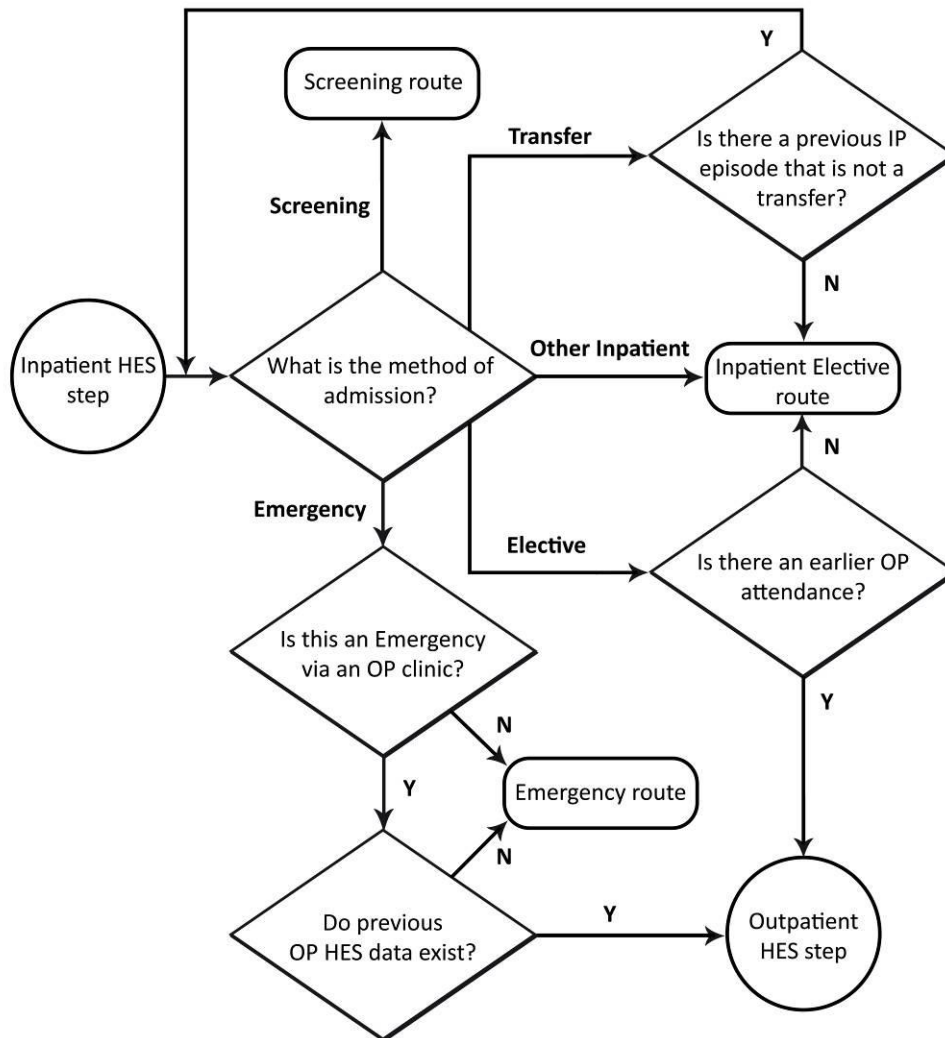 Y
Screening route
Transfer
Is there a previous IP
episode that is not a
transfer?
Screening
N
Inpatient HES
step
What is the method of
admission?
Other Inpatient
Inpatient Elective
route
N
Emergency
Elective
Is there an earlier OP
attendance?
Is this an Emergency
via an OP clinic?
N
Y
Y
Emergency route
N
Do previous
OP HES data exist?
Y
Outpatient
HES step